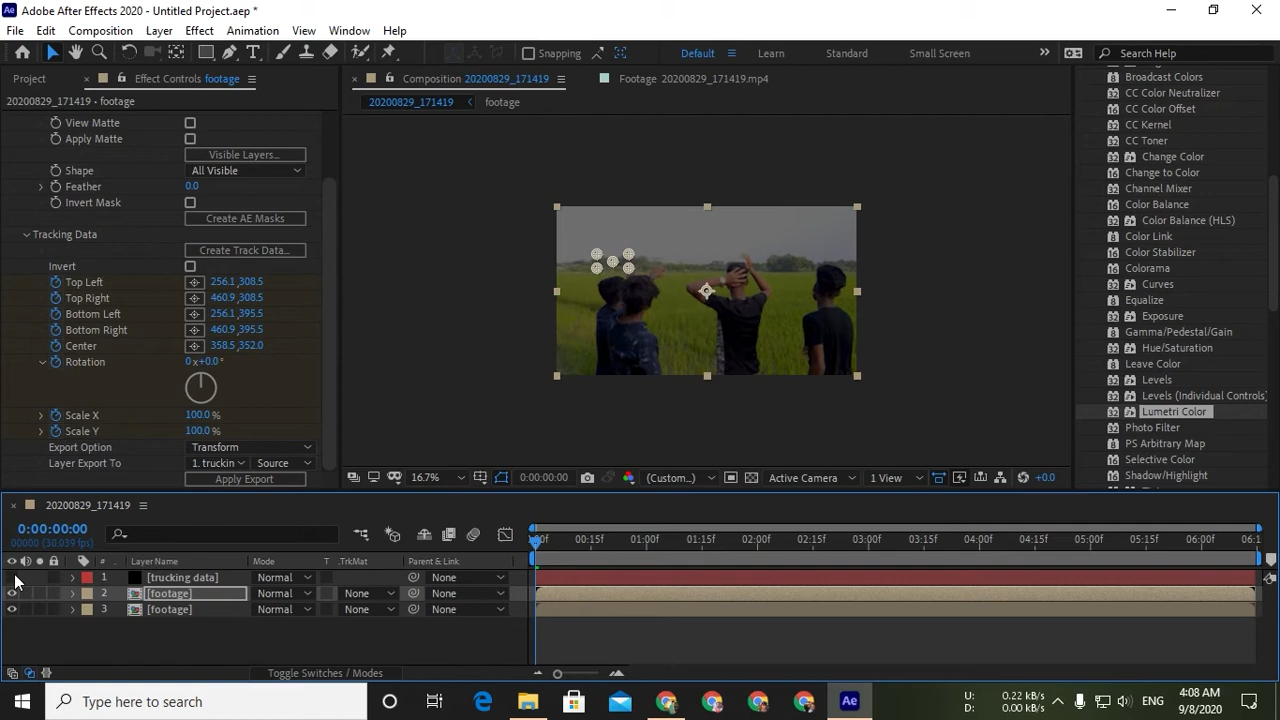 Adobe After Effects 2020 - Untitled Project.aep *
File Edit Composition Layer Effect Animation View Window Help
Snapping Default Learn Standard Small Screen Search Help
Project Effect Controls footage Composition 20200829_171419 Footage 20200829_171419.mp4
20200829_171419 • footage
20200829_171419 footage
View Matte
Apply Matte
Visible Layers...
Shape All Visible
Feather 0.0
Invert Mask
Create AE Masks
Tracking Data
Create Track Data...
Invert
Top Left 256.1,308.5
Top Right 460.9,308.5
Bottom Left 256.1,395.5
Bottom Right 460.9,395.5
Center 358.5,352.0
Rotation 0x+0.0°
Scale X 100.0%
Scale Y 100.0%
Export Option Transform
Layer Export To 1. truckin Source
Apply Export
16.7% 0:00:00:00 (Custom...) Active Camera 1 View +0.0
Broadcast Colors
CC Color Neutralizer
CC Color Offset
CC Kernel
CC Toner
Change Color
Change to Color
Channel Mixer
Color Balance
Color Balance (HLS)
Color Link
Color Stabilizer
Colorama
Curves
Equalize
Exposure
Gamma/Pedestal/Gain
Hue/Saturation
Leave Color
Levels
Levels (Individual Controls)
Lumetri Color
Photo Filter
PS Arbitrary Map
Selective Color
Shadow/Highlight
20200829_171419
0:00:00:00
00000 (30.039 fps)
00:15f 01:00f 01:15f 02:00f 02:15f 03:00f 03:15f 04:00f 04:15f 05:00f 05:15f 06:00f
# Layer Name Mode T .TrkMat Parent & Link
1 [trucking data] Normal None
2 [footage] Normal None None
3 [footage] Normal None None
Toggle Switches / Modes
Type here to search
U: 0.22 kB/s
D: 0.00 kB/s
ENG
4:08 AM
9/8/2020